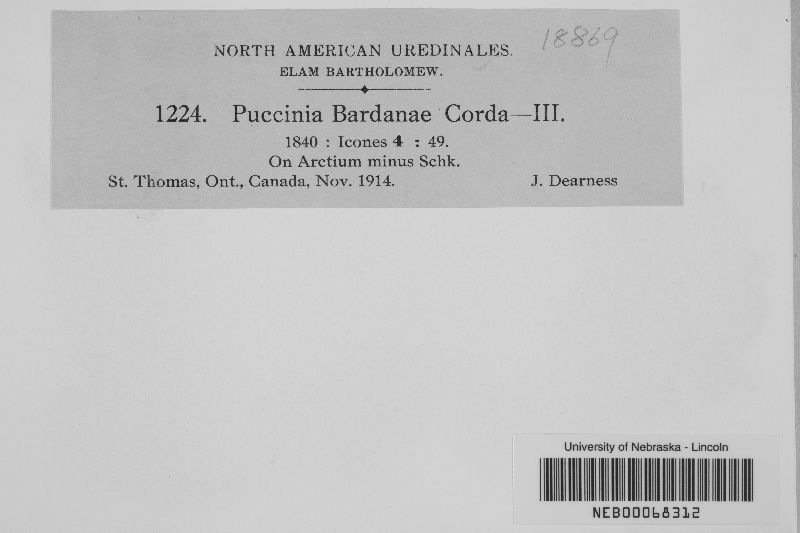 NORTH AMERICAN UREDINALES.
18869
ELAM BARTHOLOMEW.
1224. Puccinia Bardanae Corda—III.
1840 : Icones 4 : 49.
On Arctium minus Schk.
St. Thomas, Ont., Canada, Nov. 1914. J. Dearness
University of Nebraska - Lincoln
NEB00068312